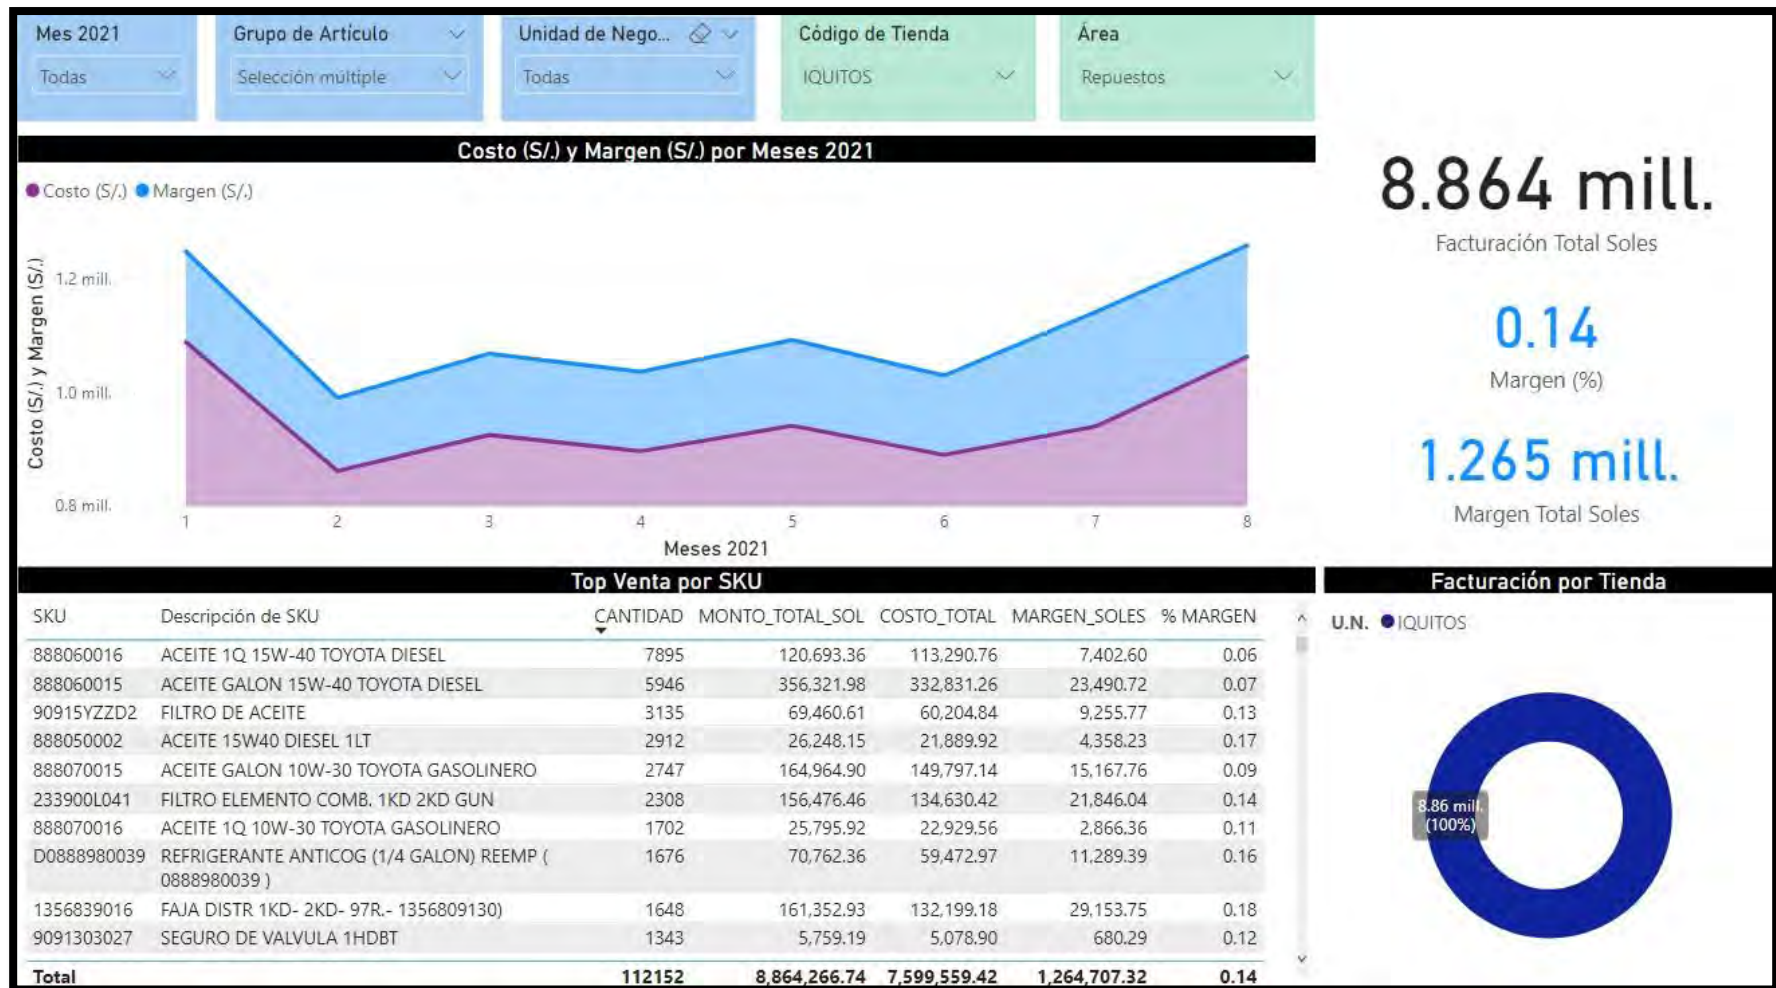 Mes 2021 Grupo de Artículo Unidad de Nego... Código de Tienda Área
Todas Selección múltiple Todas IQUITOS Repuestos
Costo (S/.) y Margen (S/.) por Meses 2021
Costo (S/.) Margen (S/.)
Costo (S/.) y Margen (S/.)
1.2 mill.
1.0 mill.
0.8 mill.
1 2 3 4 5 6 7 8
Meses 2021
8.864 mill.
Facturación Total Soles
0.14
Margen (%)
1.265 mill.
Margen Total Soles
Top Venta por SKU
SKU Descripción de SKU CANTIDAD MONTO_TOTAL_SOL COSTO_TOTAL MARGEN_SOLES % MARGEN
888060016 ACEITE 1Q 15W-40 TOYOTA DIESEL 7895 120,693.36 113,290.76 7,402.60 0.06
888060015 ACEITE GALON 15W-40 TOYOTA DIESEL 5946 356,321.98 332,831.26 23,490.72 0.07
90915YZZD2 FILTRO DE ACEITE 3135 69,460.61 60,204.84 9,255.77 0.13
888050002 ACEITE 15W40 DIESEL 1LT 2912 26,248.15 21,889.92 4,358.23 0.17
888070015 ACEITE GALON 10W-30 TOYOTA GASOLINERO 2747 164,964.90 149,797.14 15,167.76 0.09
233900L041 FILTRO ELEMENTO COMB. 1KD 2KD GUN 2308 156,476.46 134,630.42 21,846.04 0.14
888070016 ACEITE 1Q 10W-30 TOYOTA GASOLINERO 1702 25,795.92 22,929.56 2,866.36 0.11
D0888980039 REFRIGERANTE ANTICOG (1/4 GALON) REEMP ( 1676 70,762.36 59,472.97 11,289.39 0.16
0888980039 )
1356839016 FAJA DISTR 1KD- 2KD- 97R.- 1356809130) 1648 161,352.93 132,199.18 29,153.75 0.18
9091303027 SEGURO DE VALVULA 1HDBT 1343 5,759.19 5,078.90 680.29 0.12
Total 112152 8,864,266.74 7,599,559.42 1,264,707.32 0.14
Facturación por Tienda
U.N. IQUITOS
8.86 mill.
(100%)